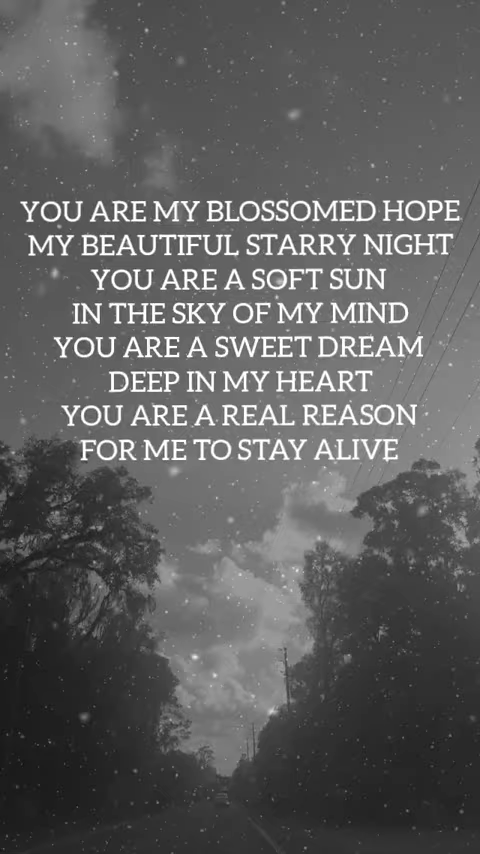 YOU ARE MY BLOSSOMED HOPE
MY BEAUTIFUL STARRY NIGHT
YOU ARE A SOFT SUN
IN THE SKY OF MY MIND
YOU ARE A SWEET DREAM
DEEP IN MY HEART
YOU ARE A REAL REASON
FOR ME TO STAY ALIVE